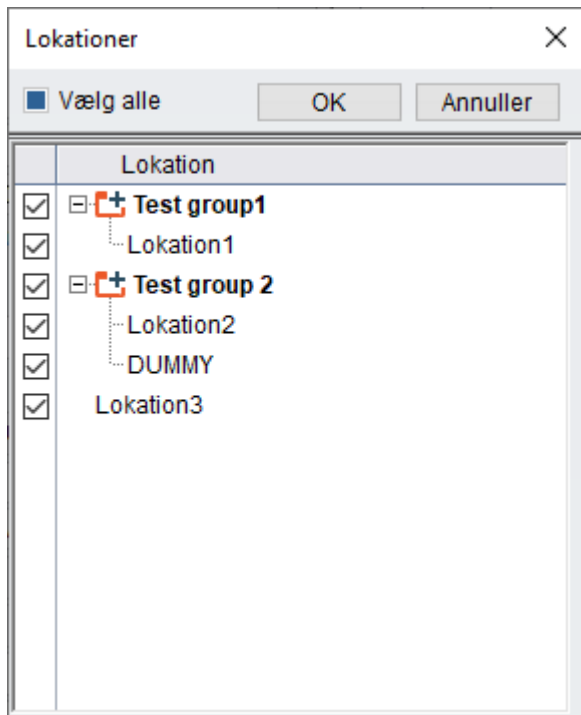 Lokationer
Vælg alle OK Annuller
Lokation
Test group1
Lokation1
Test group 2
Lokation2
DUMMY
Lokation3